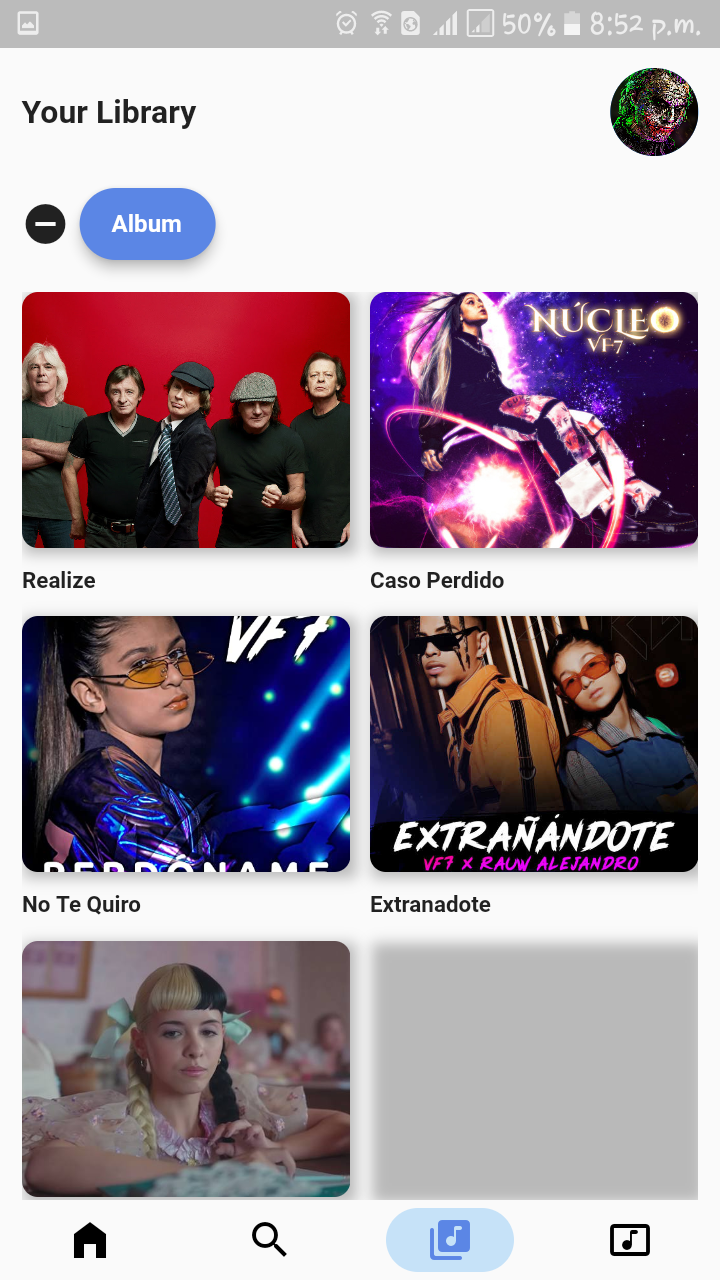 50% 8:52 p.m.
Your Library
Album
NÚCLEO
VF7
Realize
Caso Perdido
VF7
PERDÓNAME
EXTRAÑÁNDOTE
VF7 X RAUW ALEJANDRO
No Te Quiro
Extranadote